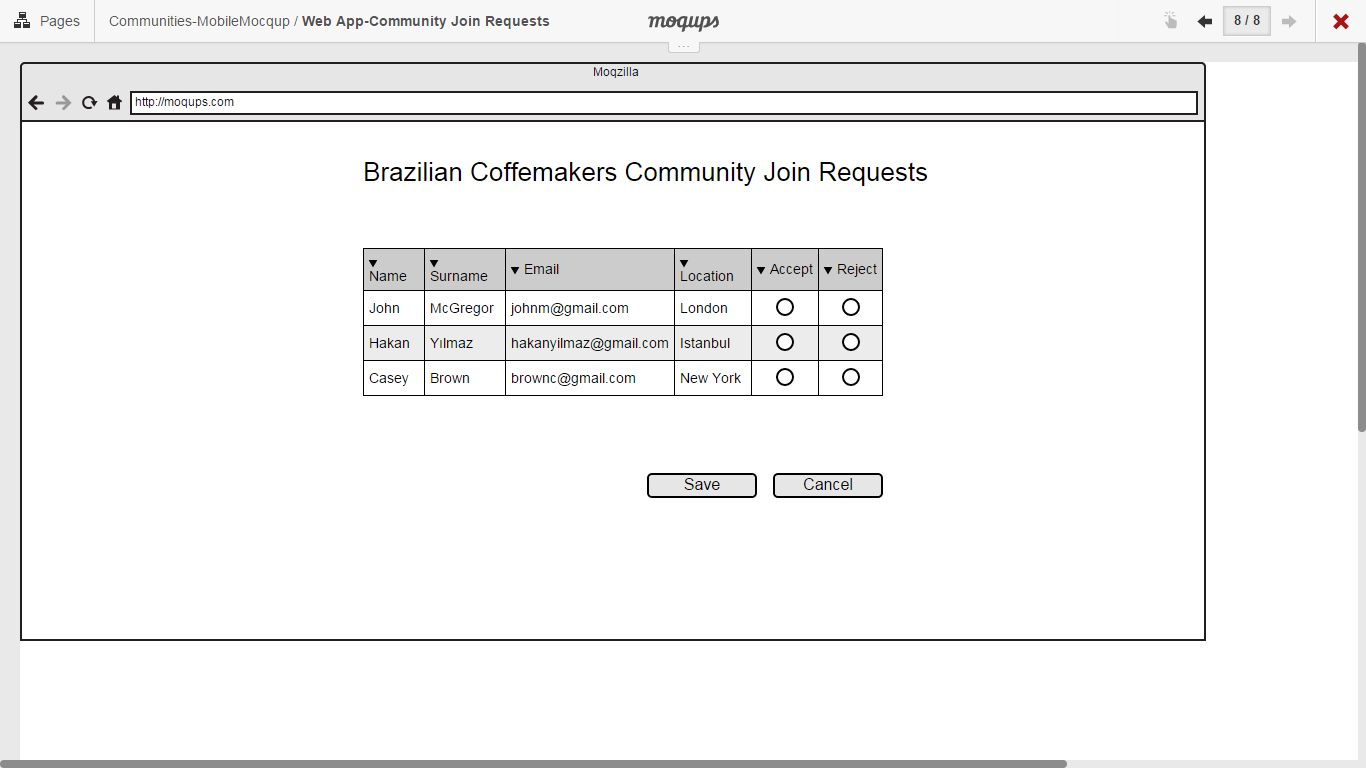 Pages
Communities-MobileMocqup / Web App-Community Join Requests
moqups
8 / 8
...
Moqzilla
http://moqups.com
Brazilian Coffemakers Community Join Requests
▼ Name ▼ Surname ▼ Email ▼ Location ▼ Accept ▼ Reject
John McGregor johnm@gmail.com London
Hakan Yılmaz hakanyilmaz@gmail.com Istanbul
Casey Brown brownc@gmail.com New York
Save Cancel